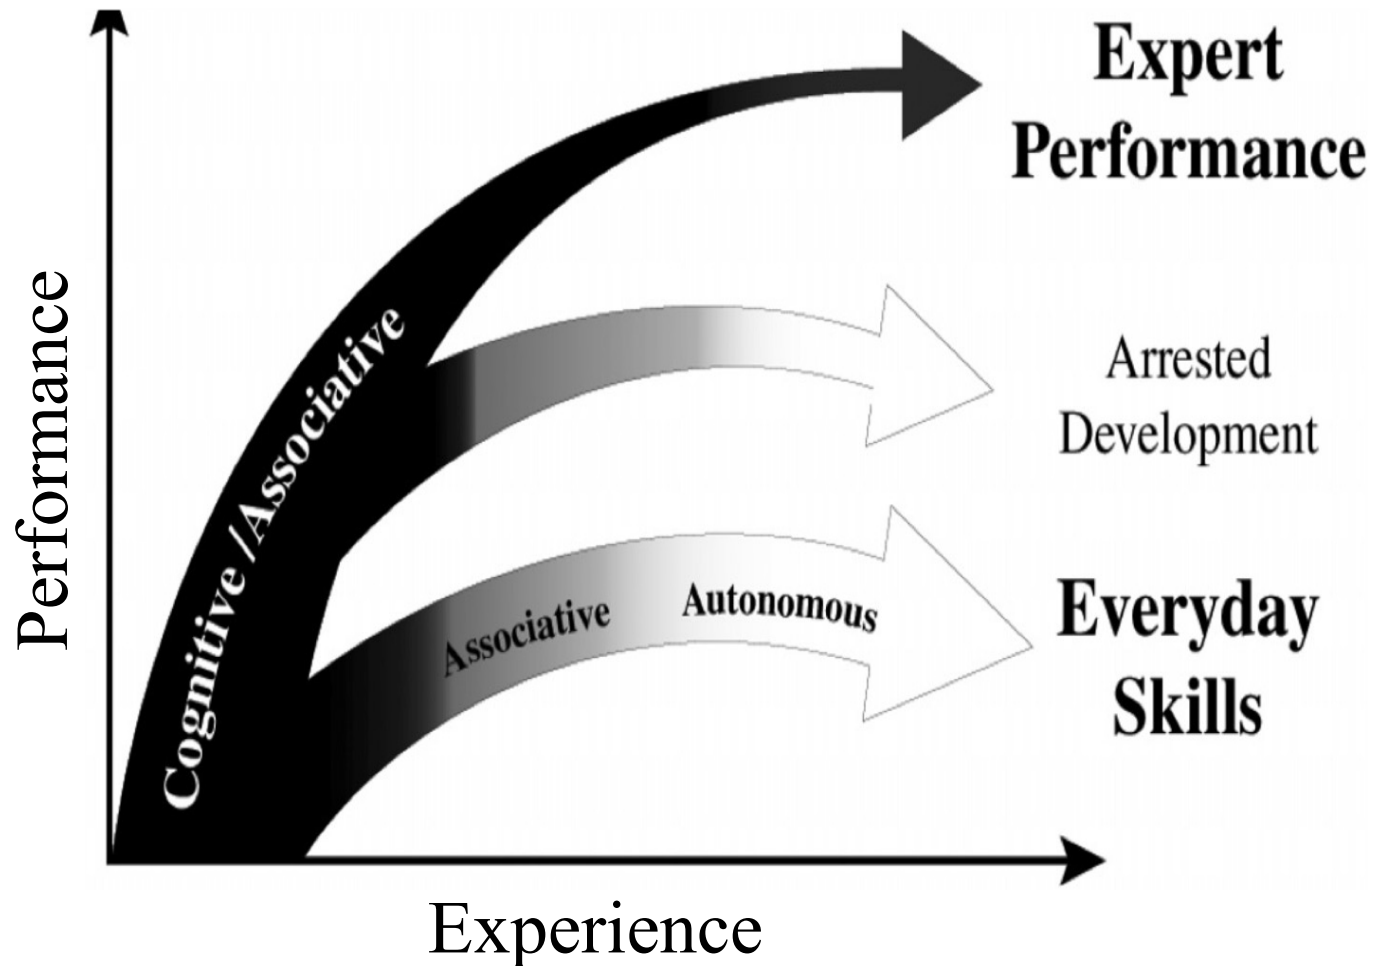 Expert
Performance
Arrested
Development
Everyday
Skills
Cognitive /Associative
Associative
Autonomous
Performance
Experience